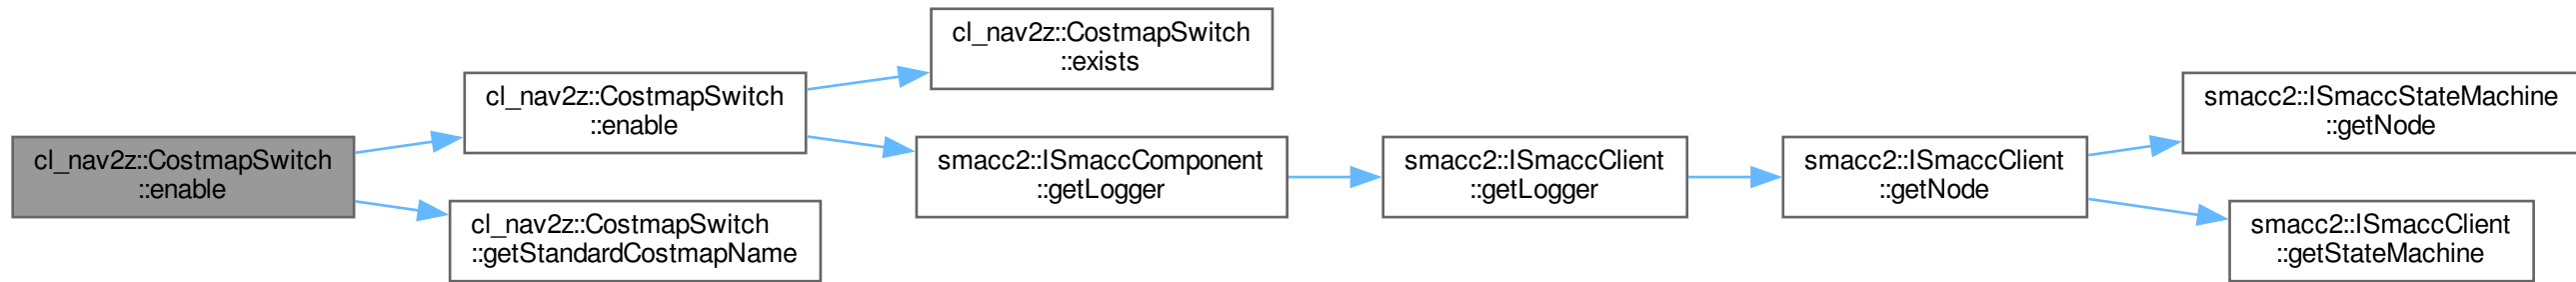 cl_nav2z::CostmapSwitch
::enable
cl_nav2z::CostmapSwitch
::enable
cl_nav2z::CostmapSwitch
::getStandardCostmapName
cl_nav2z::CostmapSwitch
::exists
smacc2::ISmaccComponent
::getLogger
smacc2::ISmaccClient
::getLogger
smacc2::ISmaccClient
::getNode
smacc2::ISmaccStateMachine
::getNode
smacc2::ISmaccClient
::getStateMachine